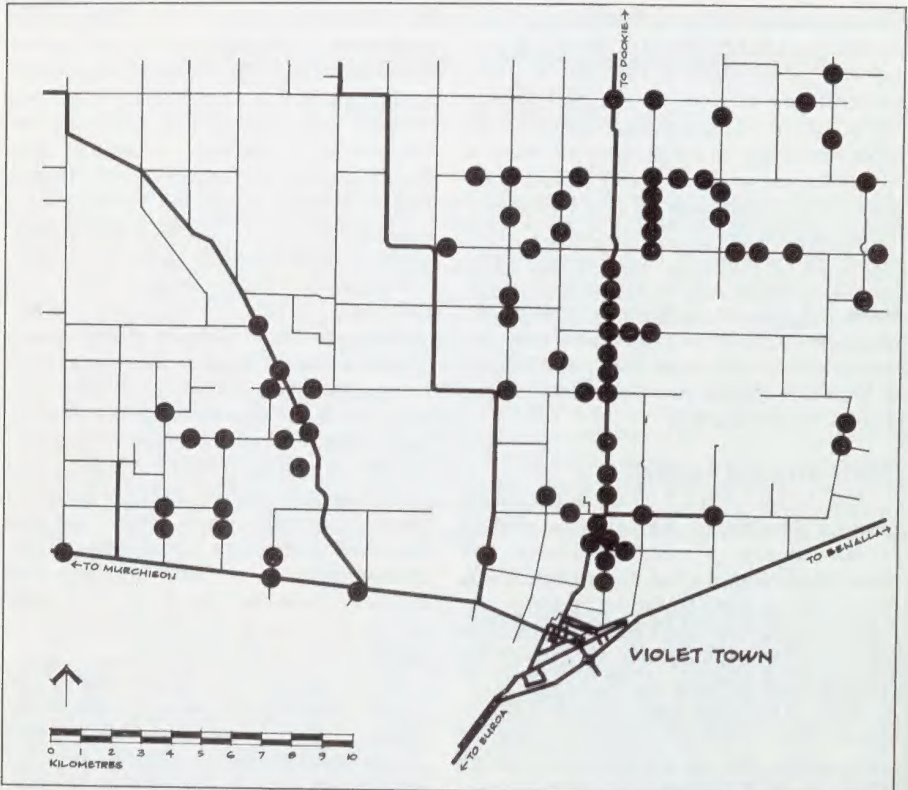 TO DOOKIE→
←TO MURCHISON
TO BENALLA→
VIOLET TOWN
←TO EUROA
0 1 2 3 4 5 6 7 8 9 10
KILOMETRES